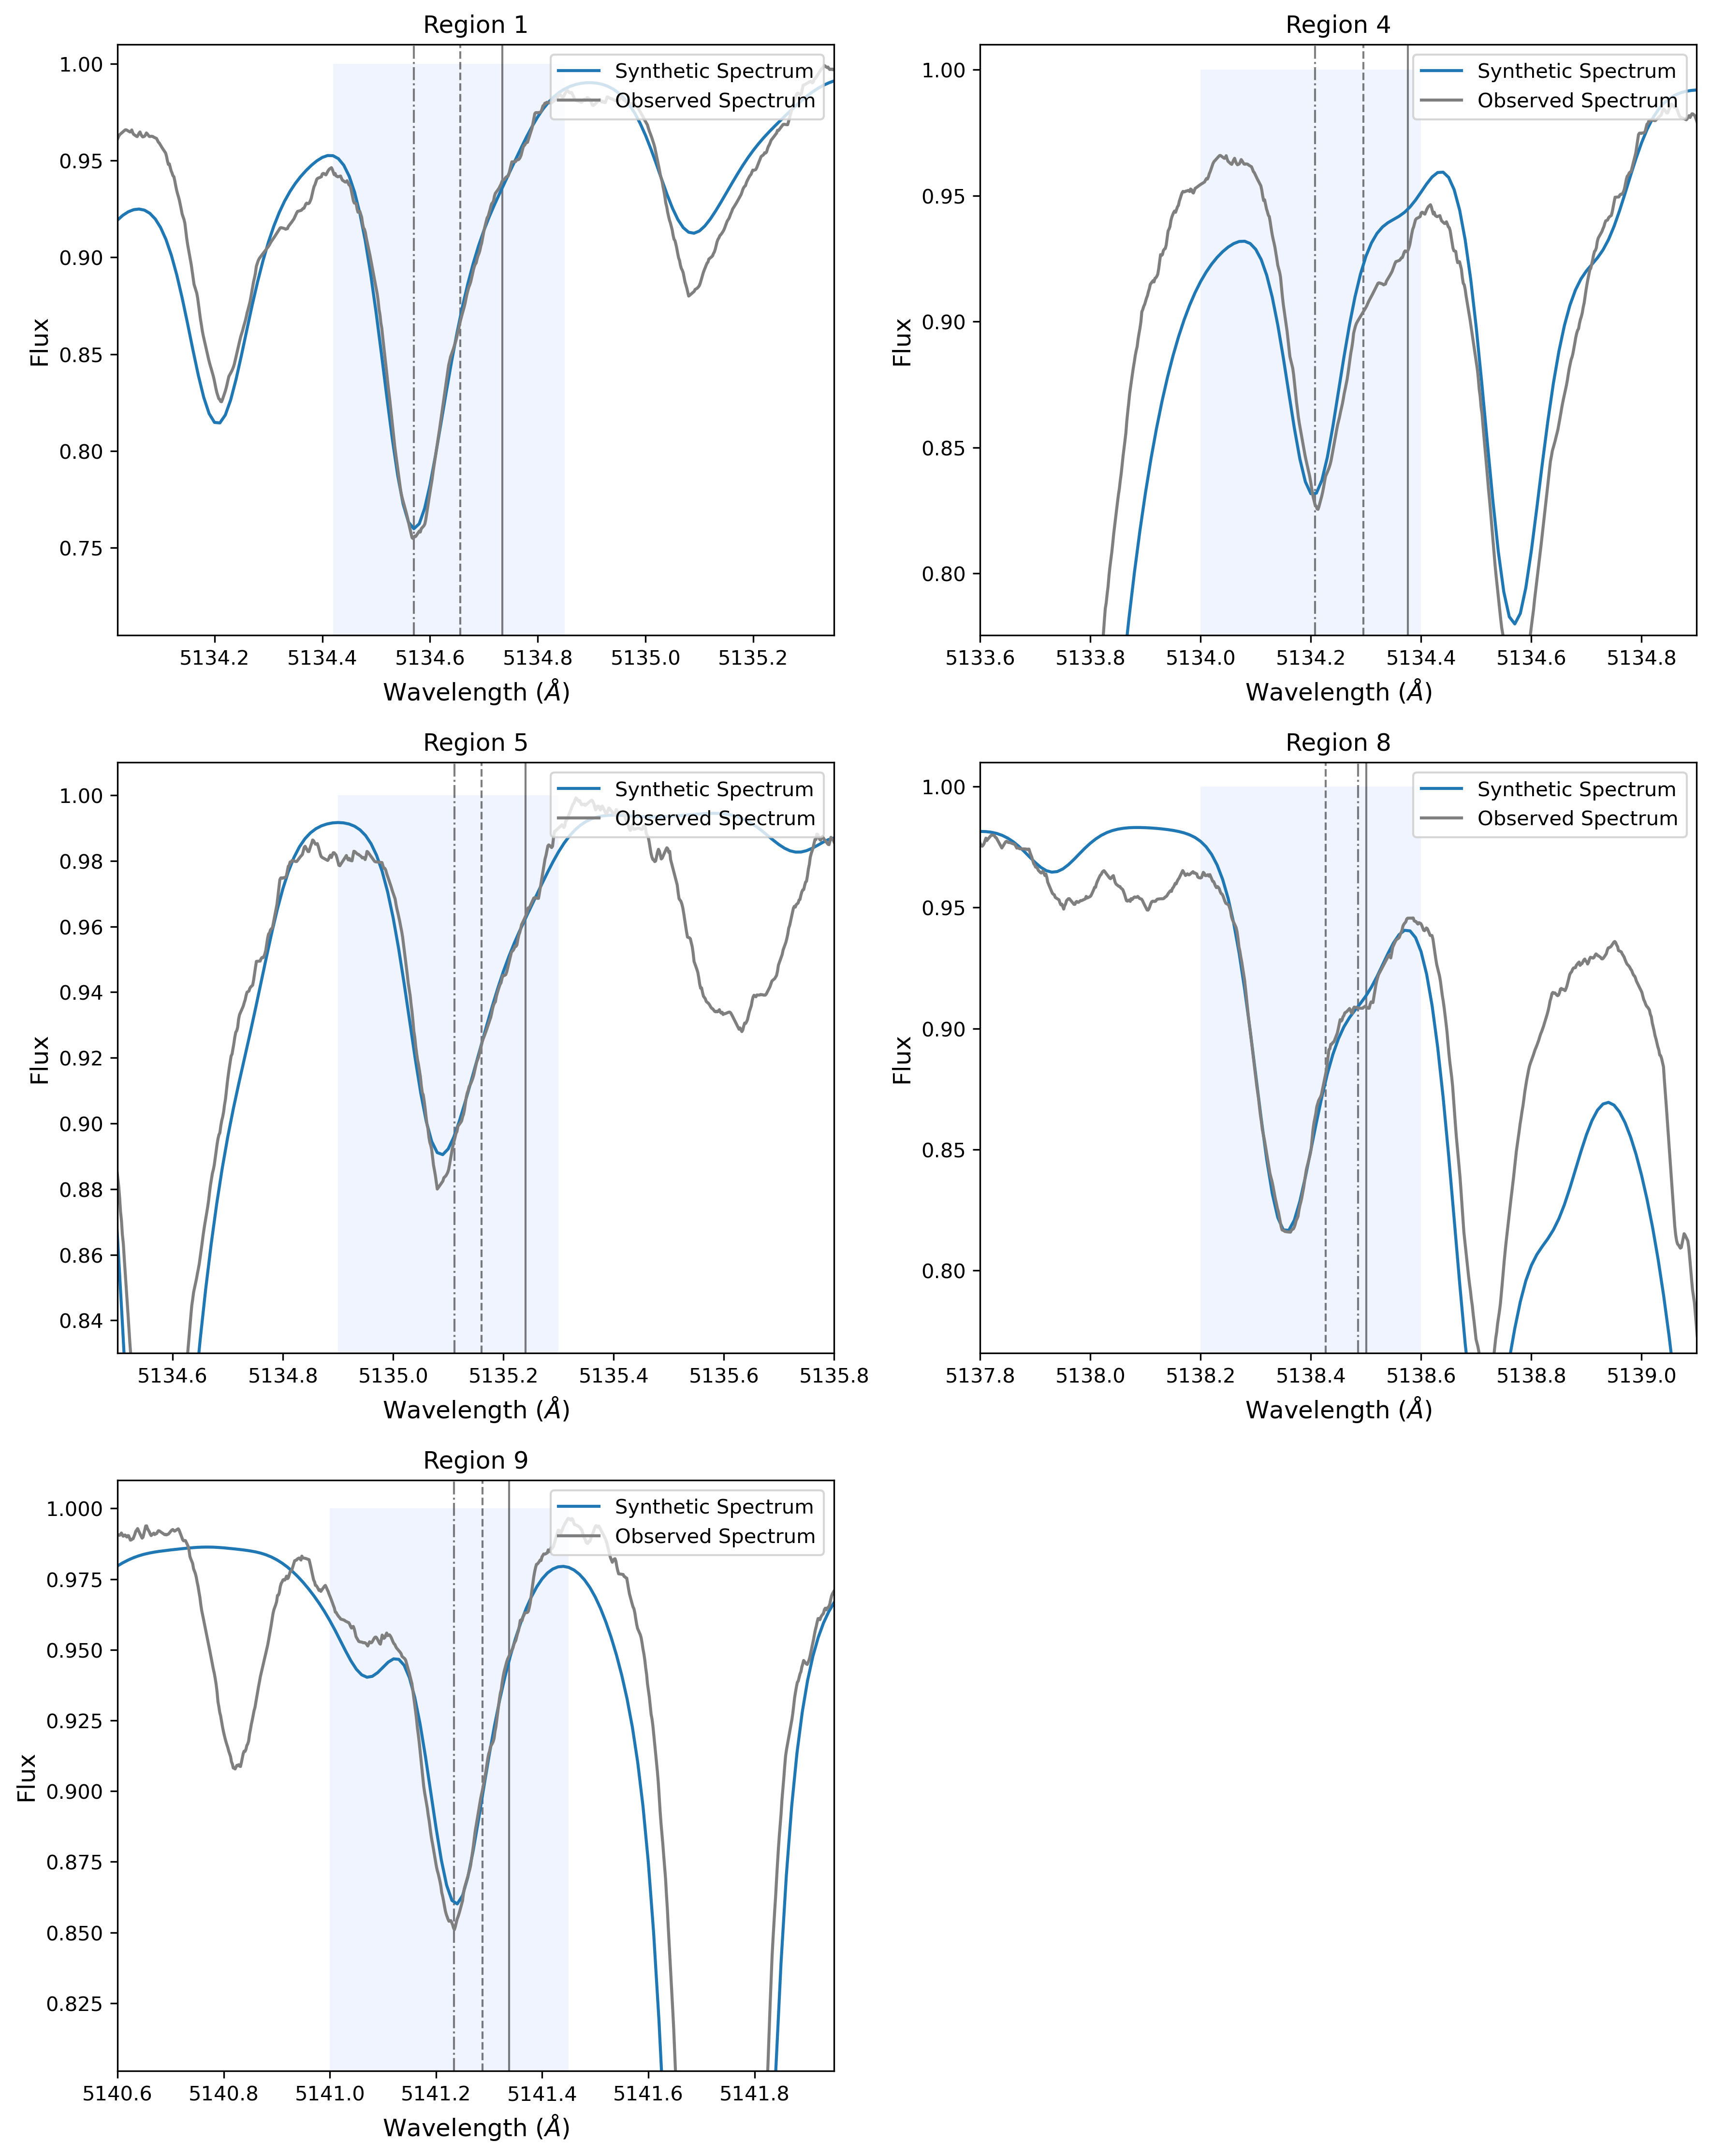 Region 1
Flux
1.00
0.95
0.90
0.85
0.80
0.75
Synthetic Spectrum
Observed Spectrum
5134.2 5134.4 5134.6 5134.8 5135.0 5135.2
Wavelength (Å)
Region 4
Flux
1.00
0.95
0.90
0.85
0.80
Synthetic Spectrum
Observed Spectrum
5133.6 5133.8 5134.0 5134.2 5134.4 5134.6 5134.8
Wavelength (Å)
Region 5
Flux
1.00
0.98
0.96
0.94
0.92
0.90
0.88
0.86
0.84
Synthetic Spectrum
Observed Spectrum
5134.6 5134.8 5135.0 5135.2 5135.4 5135.6 5135.8
Wavelength (Å)
Region 8
Flux
1.00
0.95
0.90
0.85
0.80
Synthetic Spectrum
Observed Spectrum
5137.8 5138.0 5138.2 5138.4 5138.6 5138.8 5139.0
Wavelength (Å)
Region 9
Flux
1.000
0.975
0.950
0.925
0.900
0.875
0.850
0.825
Synthetic Spectrum
Observed Spectrum
5140.6 5140.8 5141.0 5141.2 5141.4 5141.6 5141.8
Wavelength (Å)